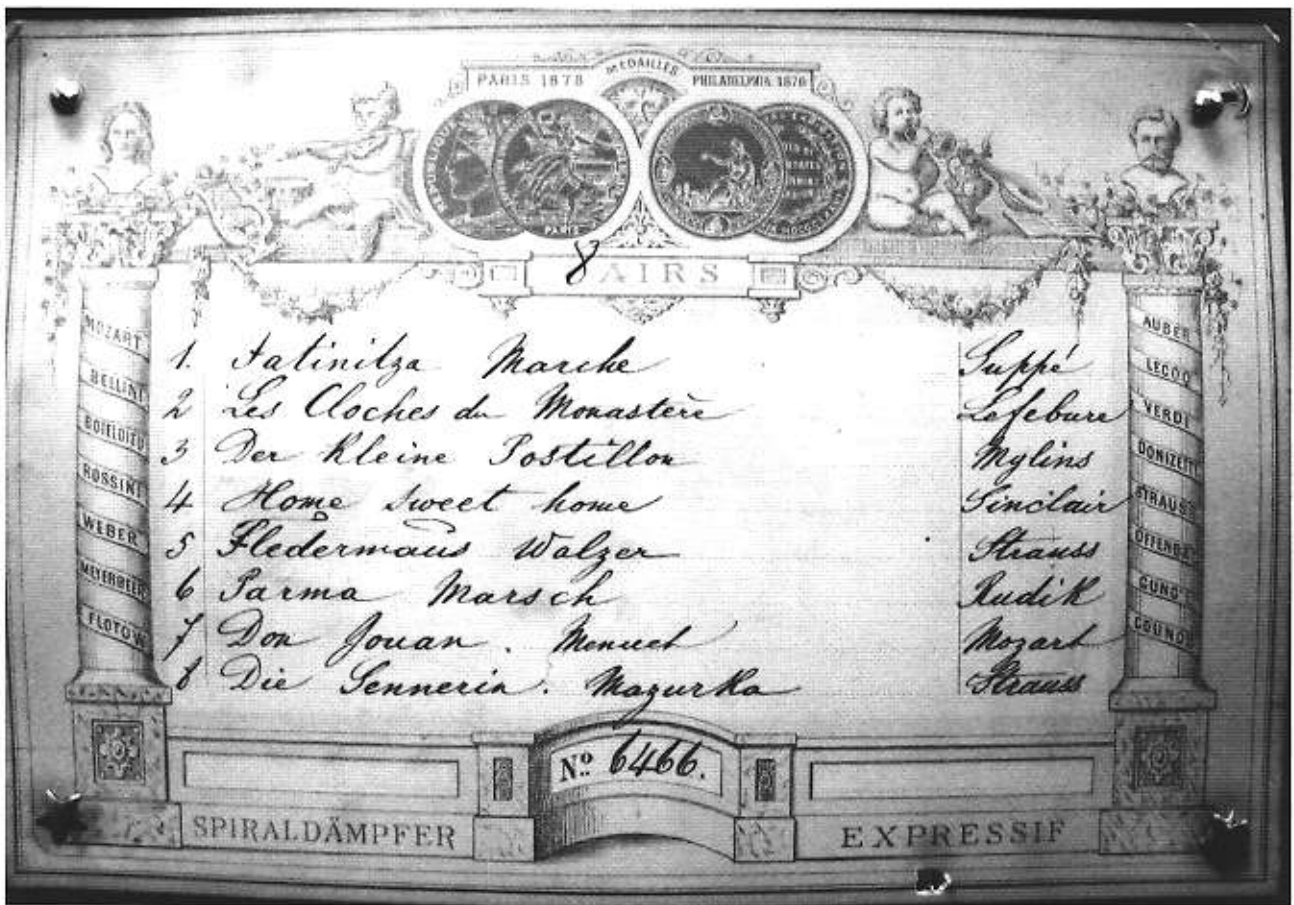 PARIS 1878 MEDAILLES PHILADELPHIA 1876
PARIS
8 AIRS
MOZART
BELLINI
BOIELDIEU
ROSSINI
WEBER
MEYERBEER
FLOTOW
1. Fatinitza Marche Suppé
2 Les Cloches du Monastère Lefebure
3 Der Kleine Postillon Mylins
4 Home sweet home Sinclair
5 Fledermaus Walzer Strauss
6 Parma Marsch Rudik
7 Don Jouan. Menuet Mozart
8 Die Sennerin. Mazurka Strauss
AUBER
LECOQ
VERDI
DONIZETTI
STRAUSS
OFFENBA
GUNG'L
GOUNOD
Nº 6466.
SPIRALDÄMPFER EXPRESSIF